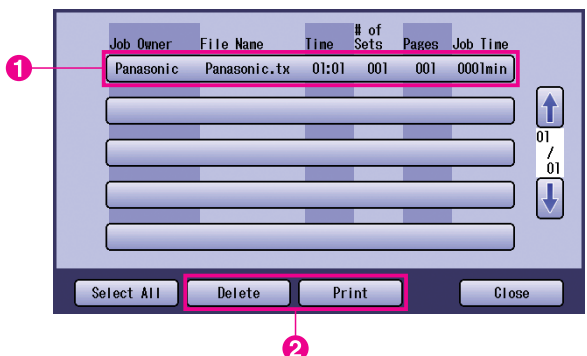 Job Owner File Name Time # of Sets Pages Job Time
1 Panasonic Panasonic.tx 01:01 001 001 0001min
01
/
01
Select All Delete Print Close
2